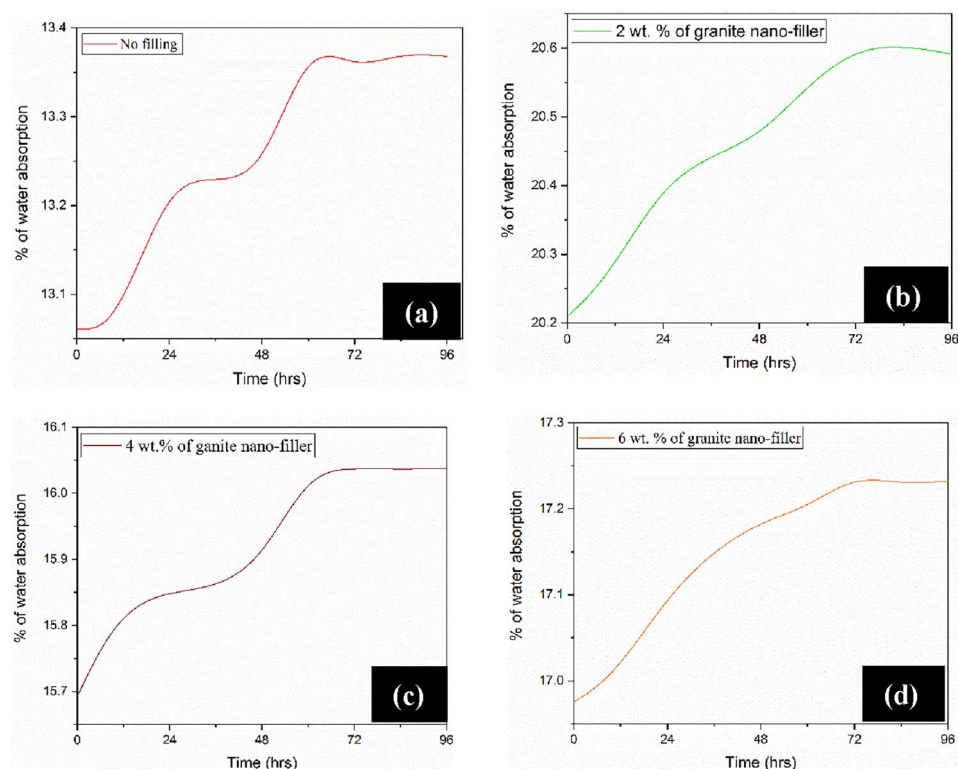 No filling
% of water absorption
13.4
13.3
13.2
13.1
0 24 48 72 96
Time (hrs)
(a)
2 wt. % of granite nano-filler
% of water absorption
20.6
20.5
20.4
20.3
20.2
0 24 48 72 96
Time (hrs)
(b)
4 wt.% of ganite nano-filler
% of water absorption
16.1
16.0
15.9
15.8
15.7
0 24 48 72 96
Time (hrs)
(c)
6 wt. % of granite nano-filler
% of water absorption
17.3
17.2
17.1
17.0
0 24 48 72 96
Time (hrs)
(d)